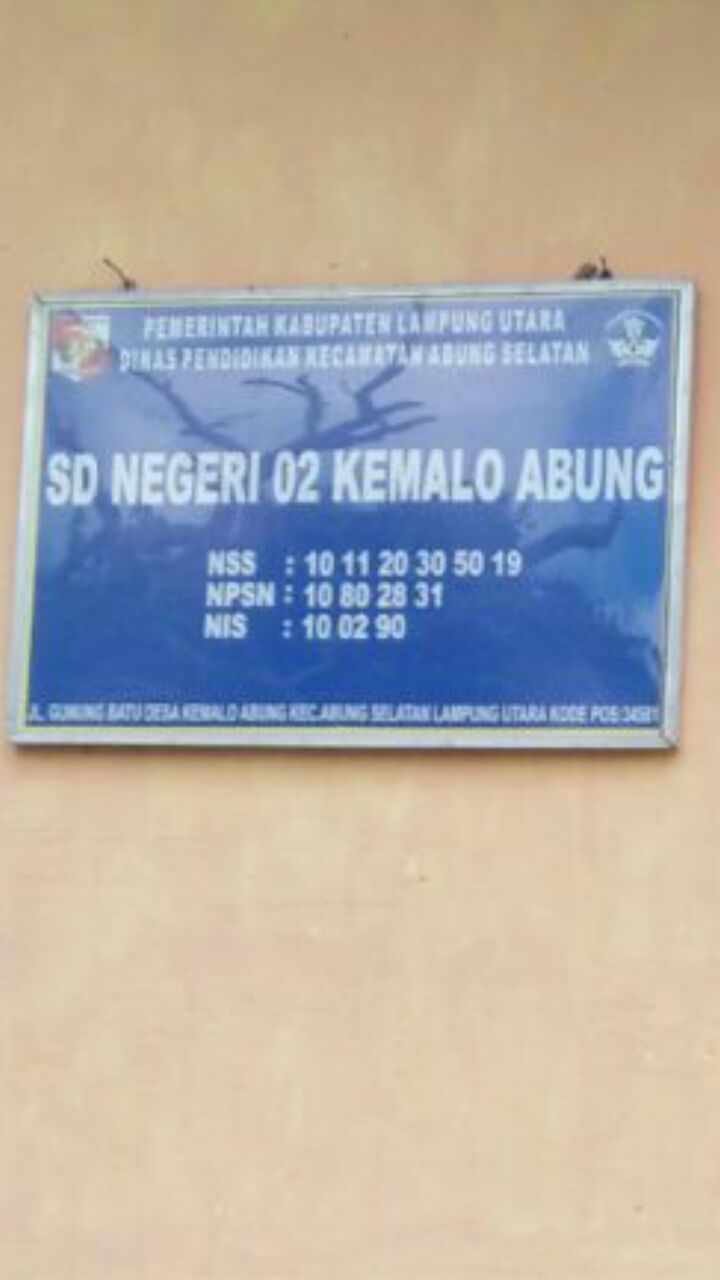 PEMERINTAH KABUPATEN LAMPUNG UTARA
DINAS PENDIDIKAN KECAMATAN ABUNG SELATAN
SD NEGERI 02 KEMALO ABUNG
NSS : 10 11 20 30 50 19
NPSN : 10 80 28 31
NIS : 10 02 90
JL. GUNUNG BATU DESA KEMALO ABUNG KEC.ABUNG SELATAN LAMPUNG UTARA KODE POS